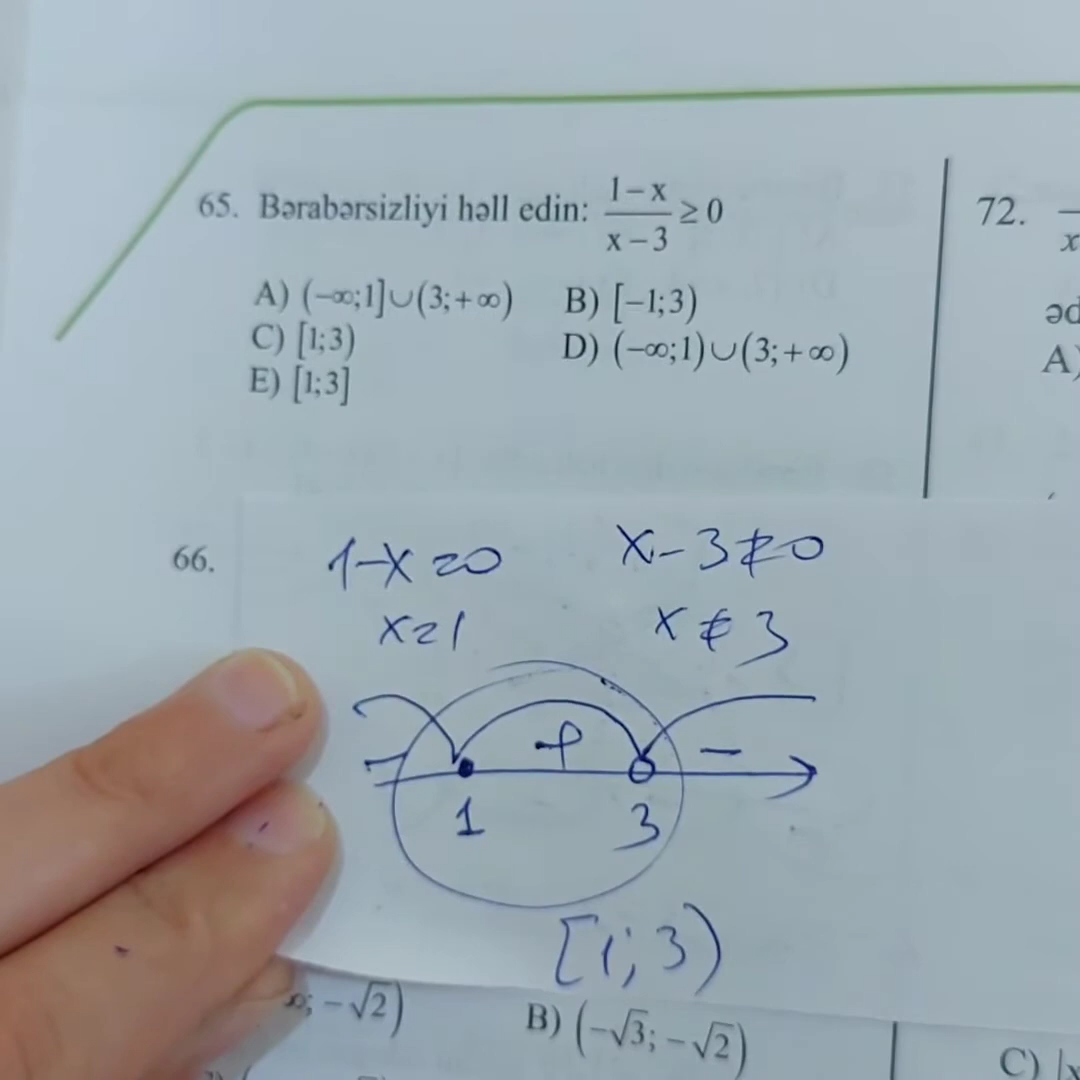 65. Bərabərsizliyi həll edin: (1−x)/(x−3) ≥ 0
A) (−∞;1]∪(3;+∞) B) [−1;3)
C) [1;3) D) (−∞;1)∪(3;+∞)
E) [1;3]
72.
x
əd
A)
66.
1-x=0 x-3≠0
x=1 x≠3
− + −
1 3
[1;3)
∞; −√2) B) (−√3; −√2)
C) |x